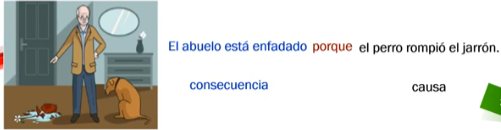 El abuelo está enfadado porque el perro rompió el jarrón.
consecuencia causa